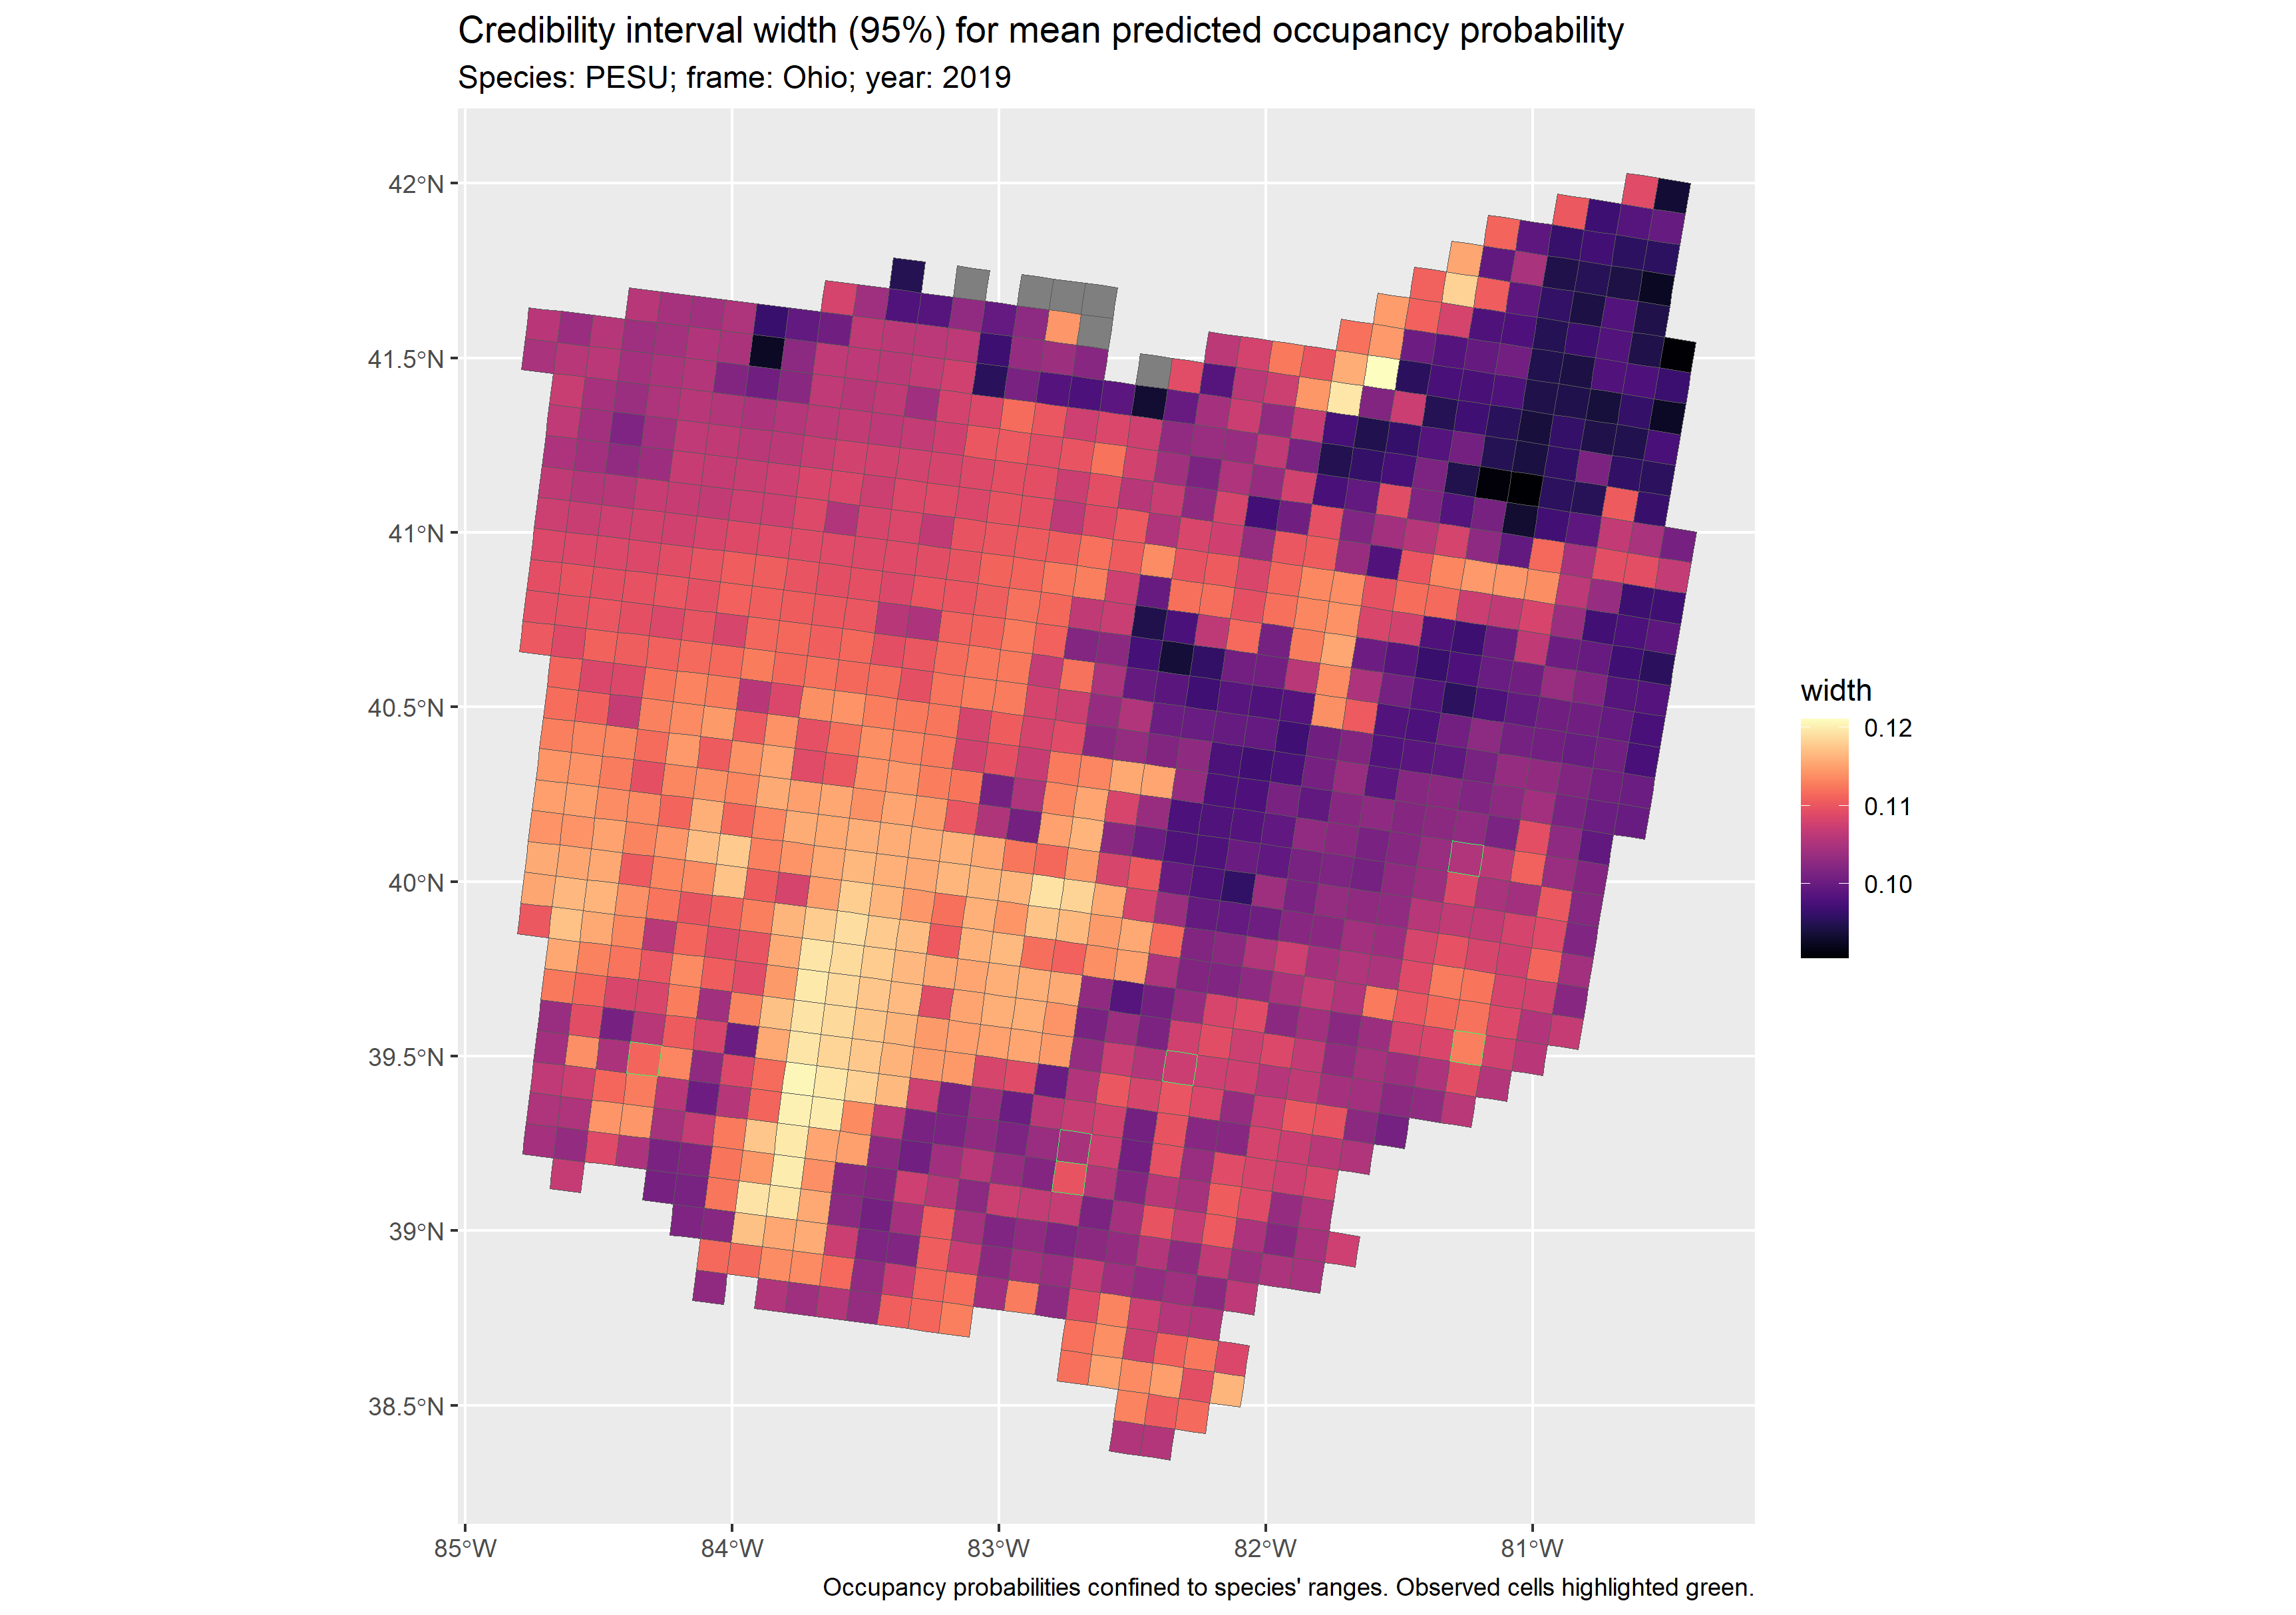 Credibility interval width (95%) for mean predicted occupancy probability
Species: PESU; frame: Ohio; year: 2019
42°N
41.5°N
41°N
40.5°N
40°N
39.5°N
39°N
38.5°N
85°W
84°W
83°W
82°W
81°W
width
0.12
0.11
0.10
Occupancy probabilities confined to species' ranges. Observed cells highlighted green.